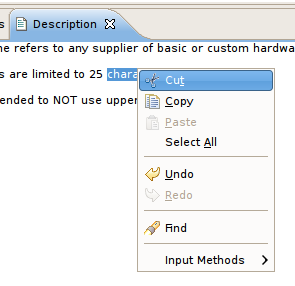 s Description
ne refers to any supplier of basic or custom hardwa
s are limited to 25 chara
ended to NOT use upper
Cut
Copy
Paste
Select All
Undo
Redo
Find
Input Methods